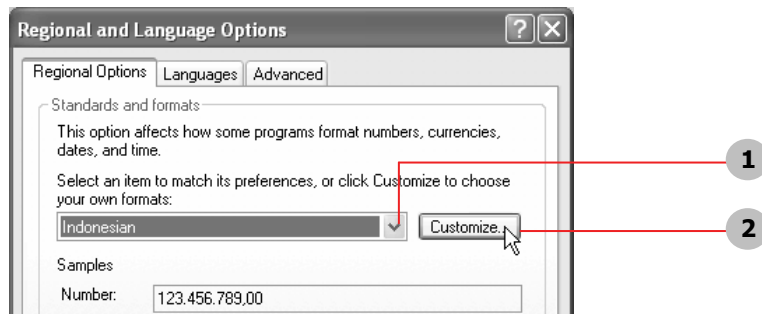 Regional and Language Options
Regional Options Languages Advanced
Standards and formats
This option affects how some programs format numbers, currencies,
dates, and time.
Select an item to match its preferences, or click Customize to choose
your own formats:
Indonesian Customize...
Samples
Number: 123.456.789,00
1
2